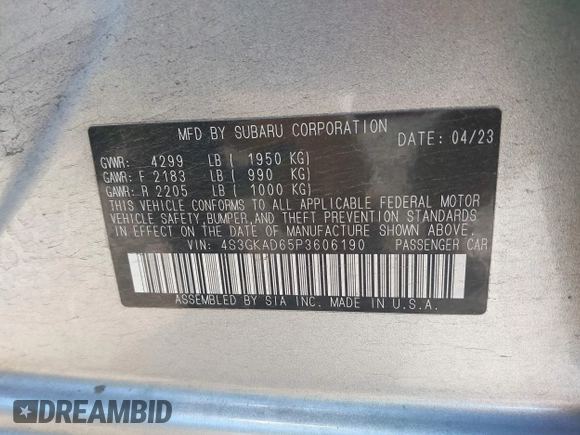 MFD BY SUBARU CORPORATION DATE: 04/23
GVWR: 4299 LB ( 1950 KG)
GAWR: F 2183 LB ( 990 KG)
GAWR: R 2205 LB ( 1000 KG)
THIS VEHICLE CONFORMS TO ALL APPLICABLE FEDERAL MOTOR
VEHICLE SAFETY,BUMPER,AND THEFT PREVENTION STANDARDS
IN EFFECT ON THE DATE OF MANUFACTURE SHOWN ABOVE.
VIN: 4S3GKAD65P3606190 PASSENGER CAR
ASSEMBLED BY SIA INC. MADE IN U.S.A.
DREAMBID